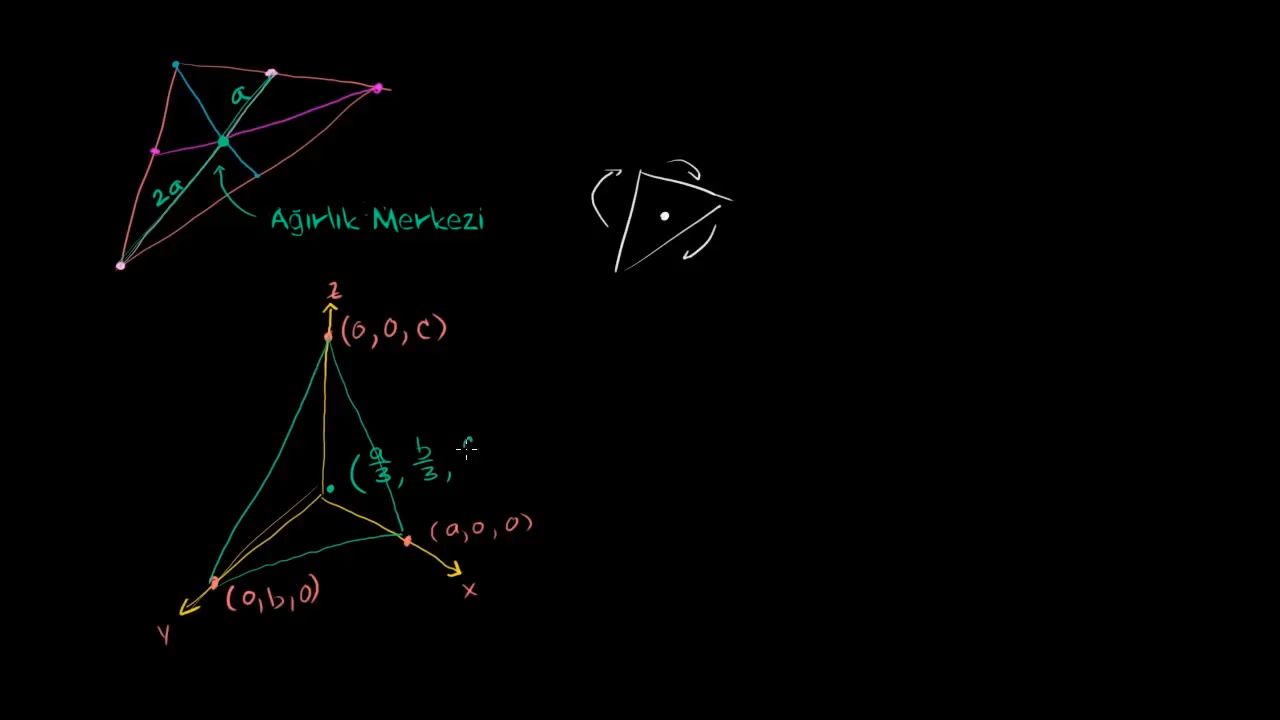 a
2a
Ağırlık Merkezi
z
(0, 0, c)
(a/3, b/3,
(a, 0, 0)
x
(0, b, 0)
y